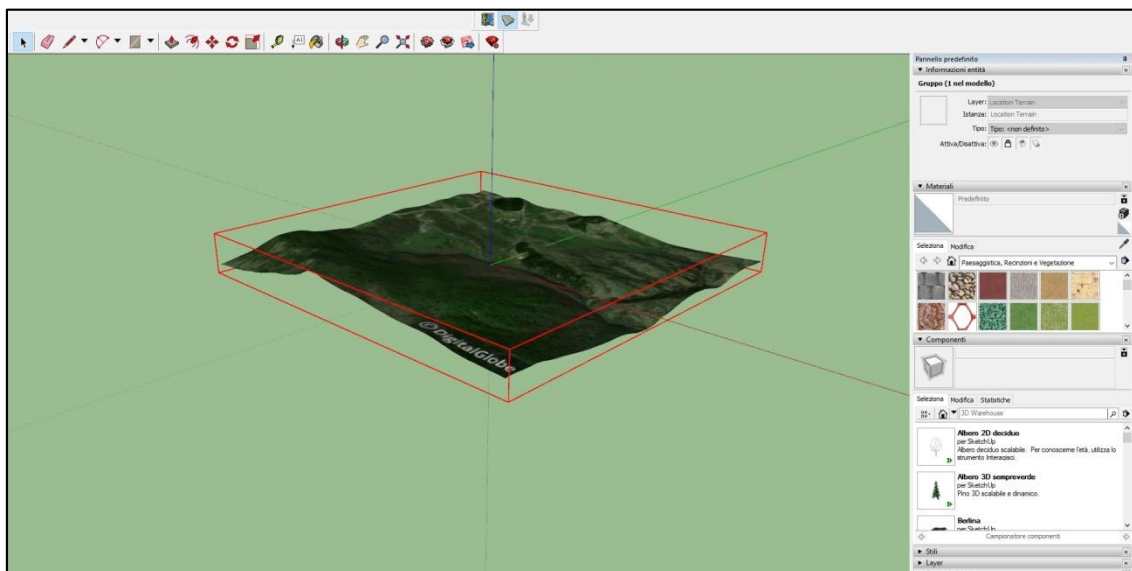 A1
Pannello predefinito
Informazioni entità
Gruppo (1 nel modello)
Layer: Location Terrain
Istanza: Location Terrain
Tipo: Tipo: <non definito>
Attiva/Disattiva:
Materiali
Predefinito
Seleziona Modifica
Paesaggistica, Recinzioni e Vegetazione
Componenti
Seleziona Modifica Statistiche
3D Warehouse
Albero 2D deciduo
per SketchUp
Albero deciduo scalabile. Per conoscerne l'età, utilizza lo
strumento Interagisci.
Albero 3D sempreverde
per SketchUp
Pino 3D scalabile e dinamico.
Berlina
per SketchUp
Campionatore componenti
Stili
Layer
© DigitalGlobe